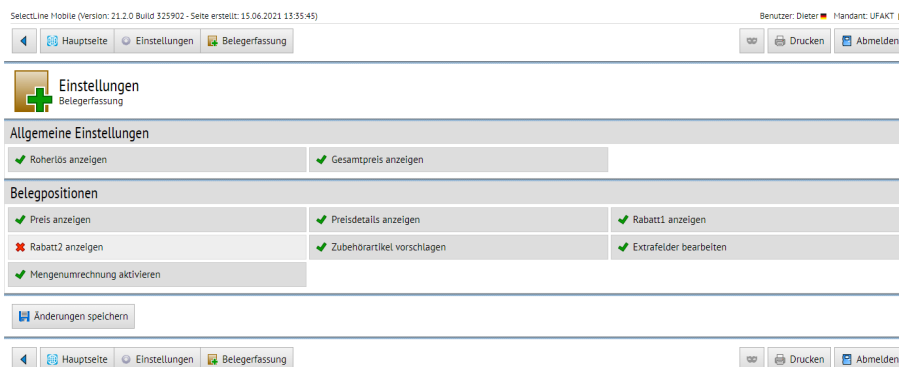 SelectLine Mobile (Version: 21.2.0 Build 325902 - Seite erstellt: 15.06.2021 13:35:45) Benutzer: Dieter Mandant: UFAKT |
Hauptseite Einstellungen Belegerfassung Drucken Abmelden
Einstellungen
Belegerfassung
Allgemeine Einstellungen
Roherlös anzeigen Gesamtpreis anzeigen
Belegpositionen
Preis anzeigen Preisdetails anzeigen Rabatt1 anzeigen
Rabatt2 anzeigen Zubehörartikel vorschlagen Extrafelder bearbeiten
Mengenumrechnung aktivieren
Änderungen speichern
Hauptseite Einstellungen Belegerfassung Drucken Abmelden